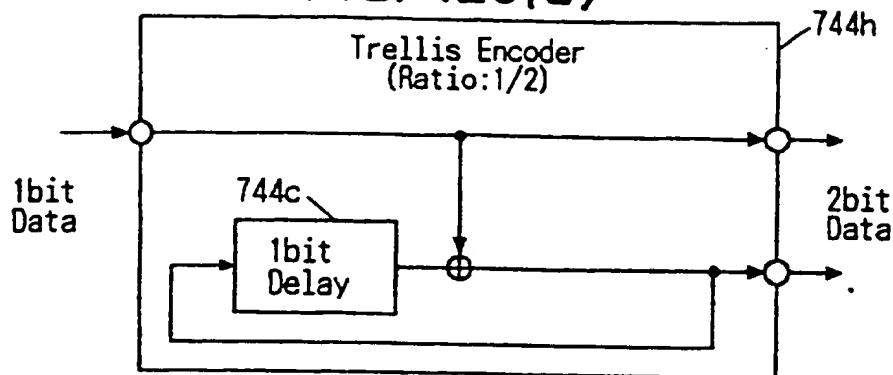 744h
Trellis Encoder
(Ratio:1/2)
744c
1bit
Data
1bit
Delay
2bit
Data